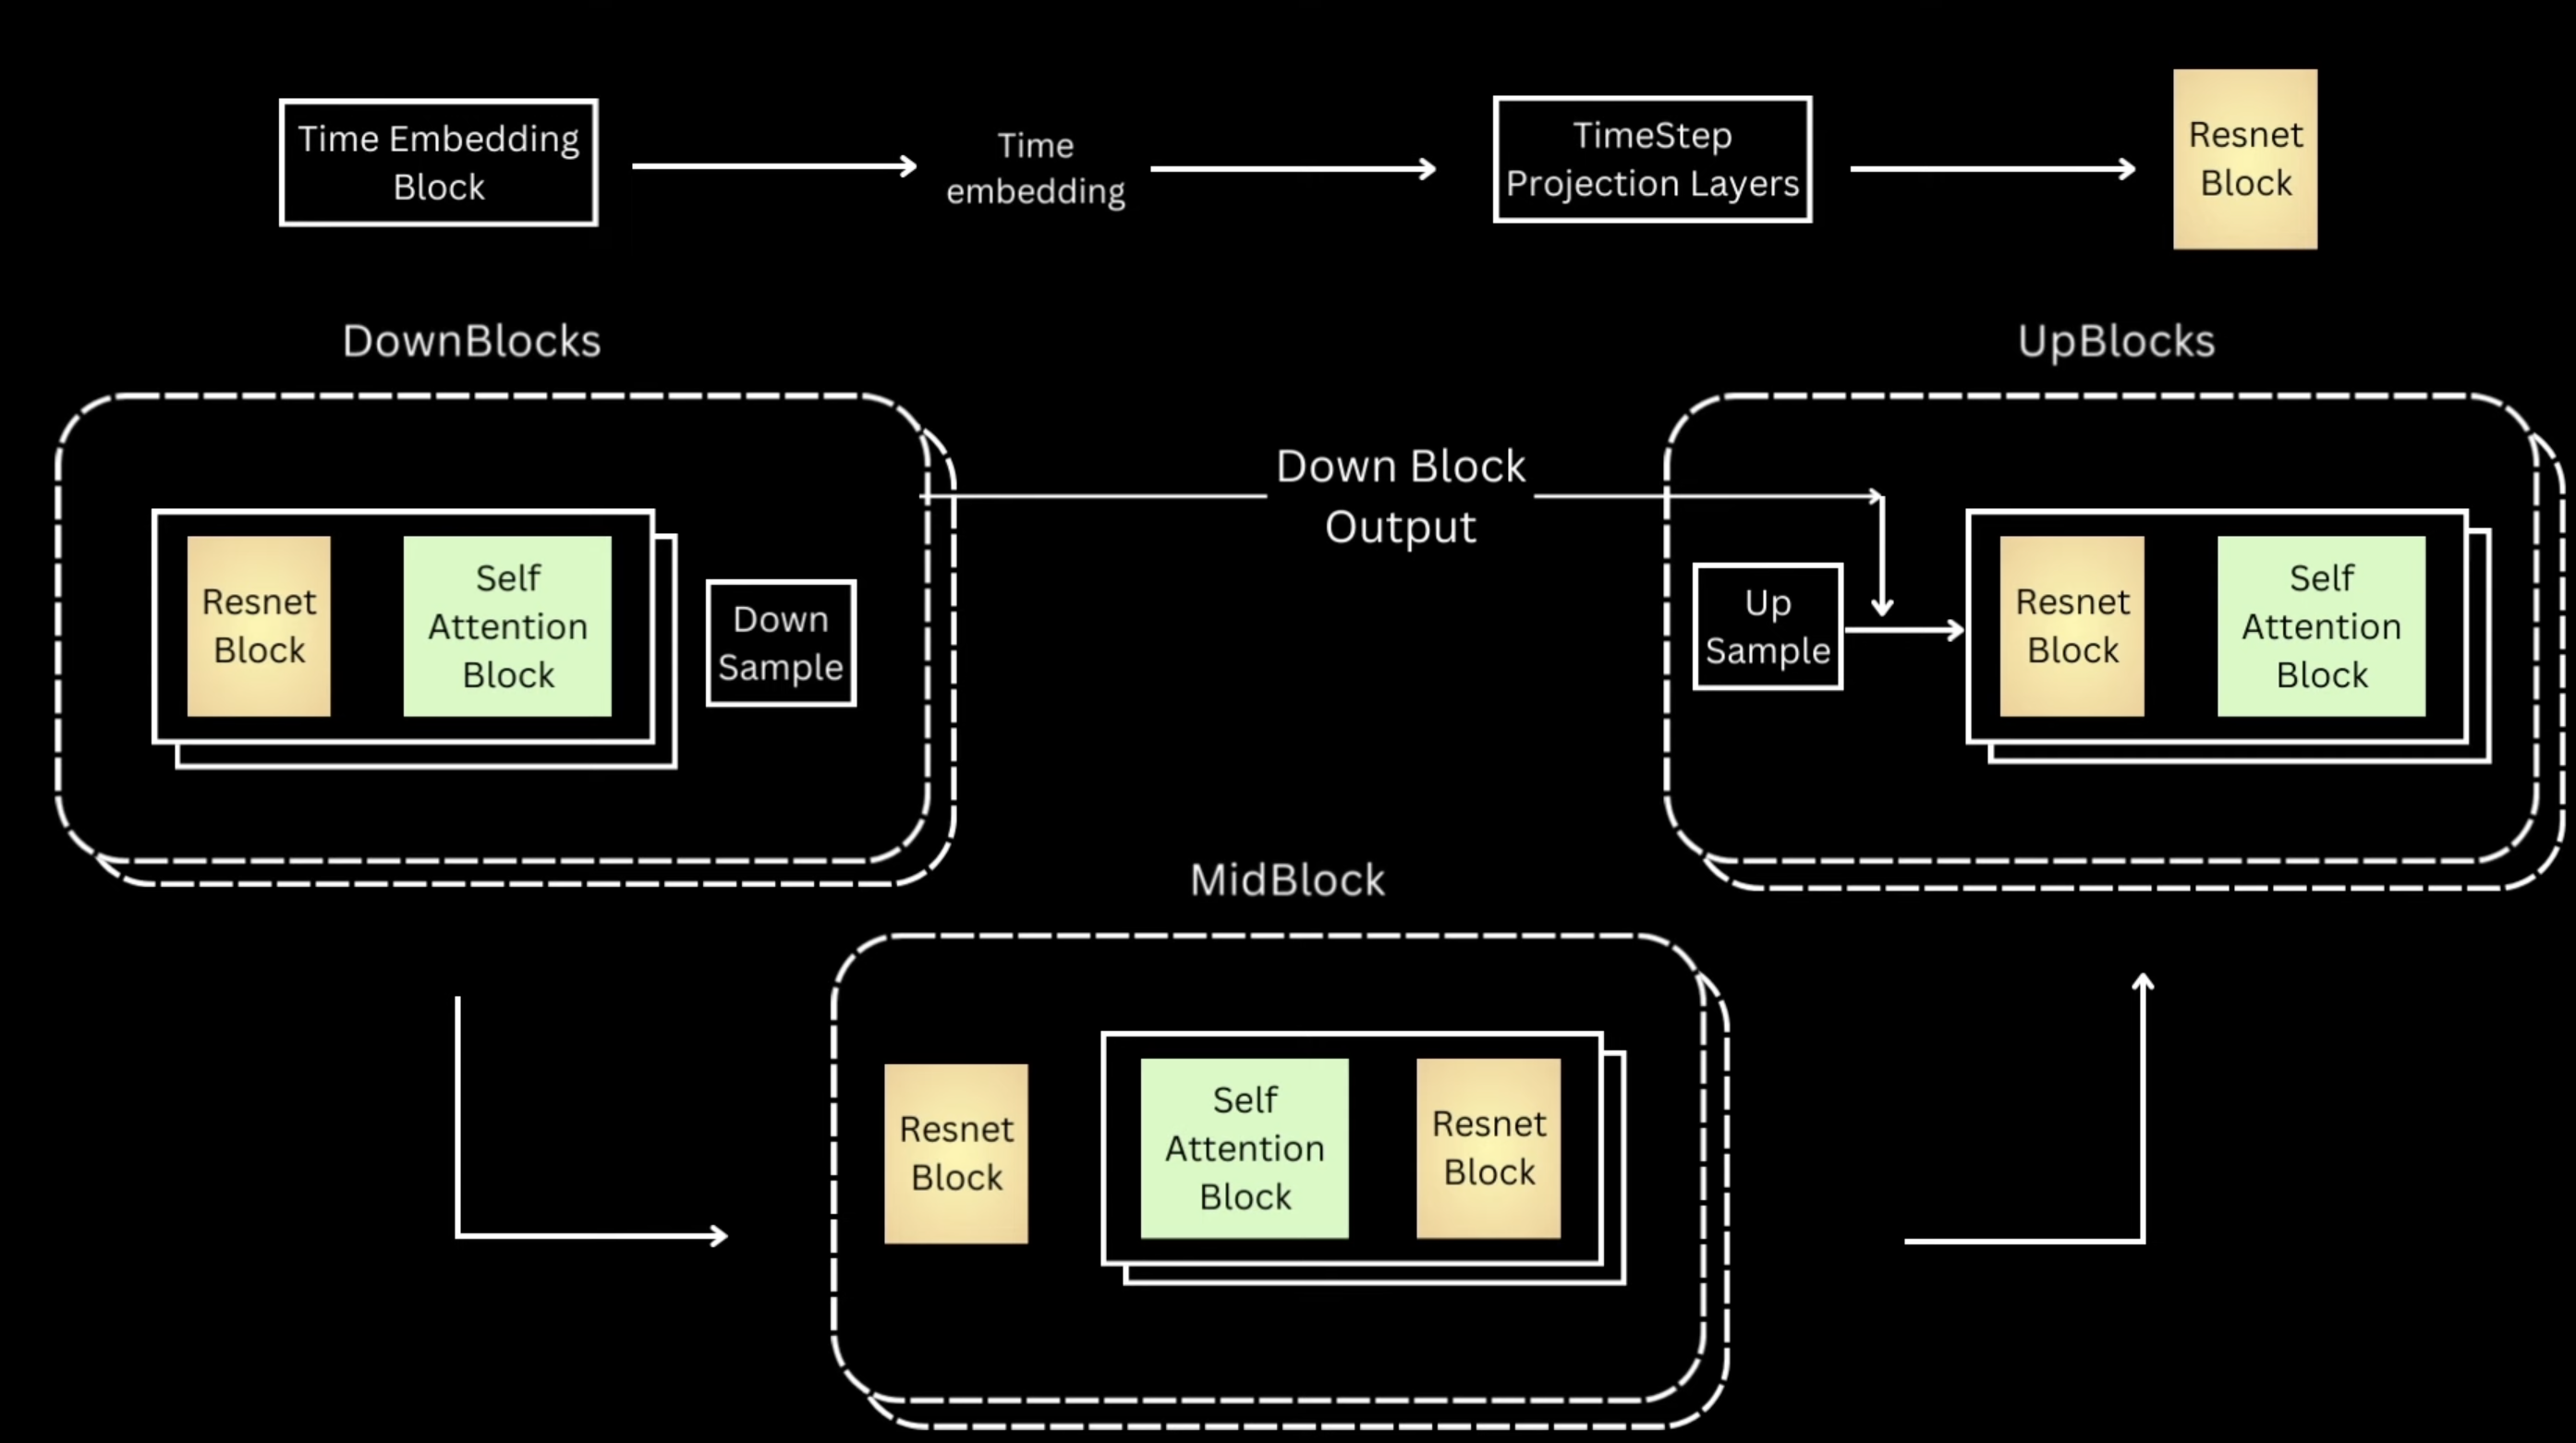 Time Embedding
Block
Time
embedding
TimeStep
Projection Layers
Resnet
Block
DownBlocks
UpBlocks
Resnet
Block
Self
Attention
Block
Down
Sample
Down Block
Output
Up
Sample
Resnet
Block
Self
Attention
Block
MidBlock
Resnet
Block
Self
Attention
Block
Resnet
Block